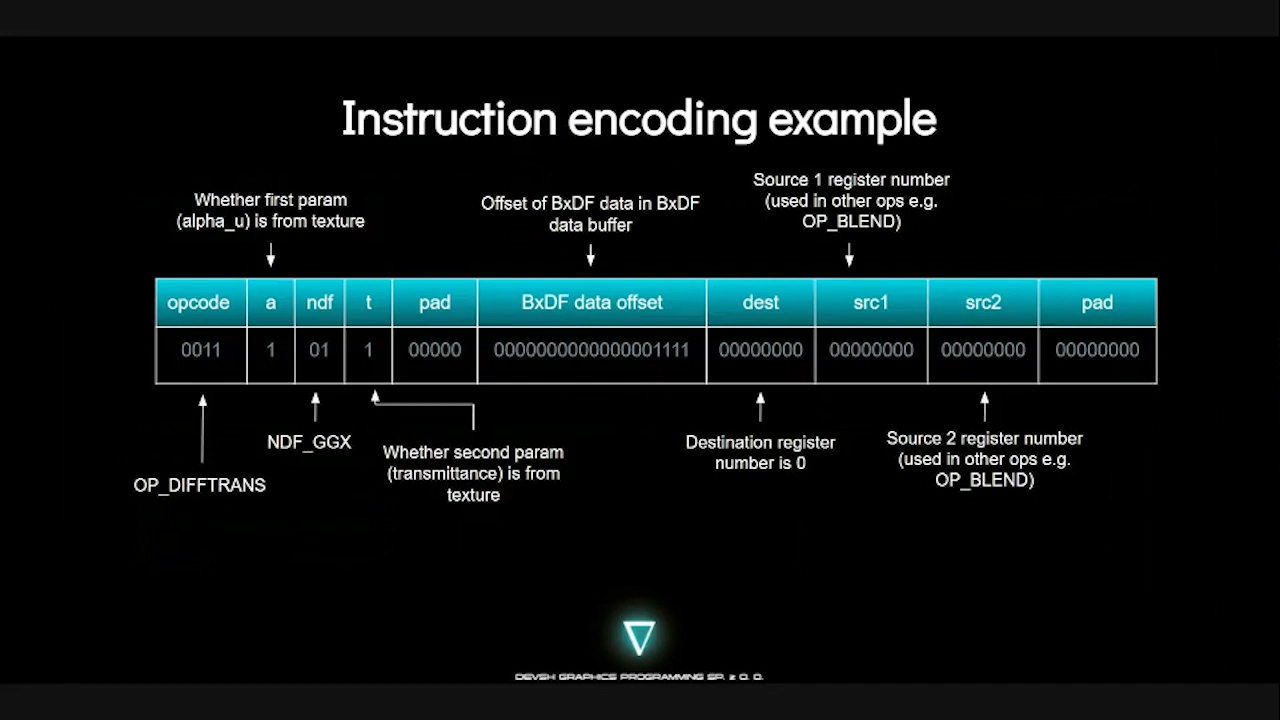 Instruction encoding example
Whether first param
(alpha_u) is from texture
Offset of BxDF data in BxDF
data buffer
Source 1 register number
(used in other ops e.g.
OP_BLEND)
opcode a ndf t pad BxDF data offset dest src1 src2 pad
0011 1 01 1 00000 0000000000000001111 00000000 00000000 00000000 00000000
OP_DIFFTRANS
NDF_GGX
Whether second param
(transmittance) is from
texture
Destination register
number is 0
Source 2 register number
(used in other ops e.g.
OP_BLEND)
DEVSH GRAPHICS PROGRAMMING SP. z O. O.